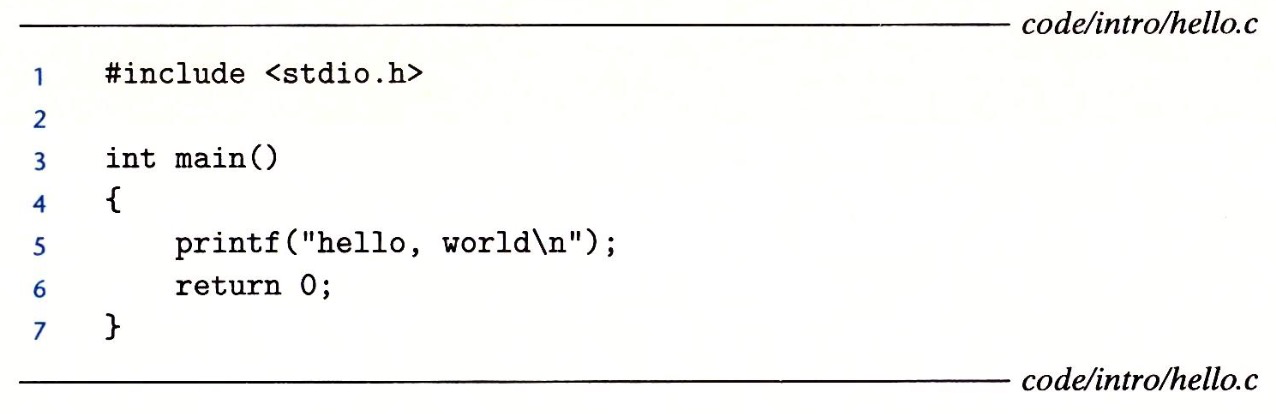 code/intro/hello.c
1 #include <stdio.h>
2
3 int main()
4 {
5     printf("hello, world\n");
6     return 0;
7 }
code/intro/hello.c